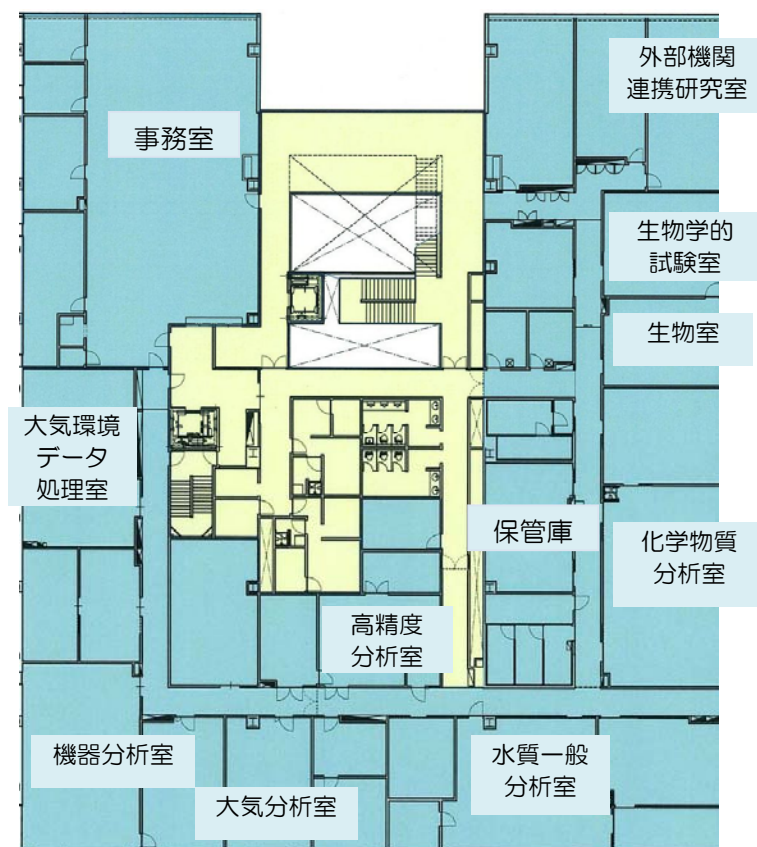 外部機関
連携研究室
事務室
生物学的
試験室
生物室
大気環境
データ
処理室
保管庫
化学物質
分析室
高精度
分析室
機器分析室
水質一般
分析室
大気分析室